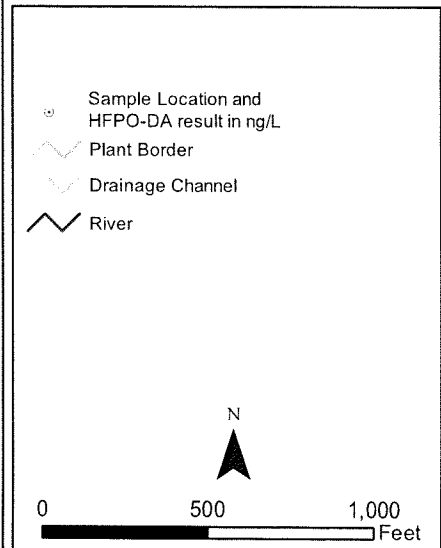 Sample Location and
HFPO-DA result in ng/L
Plant Border
Drainage Channel
River
N
0 500 1,000
Feet